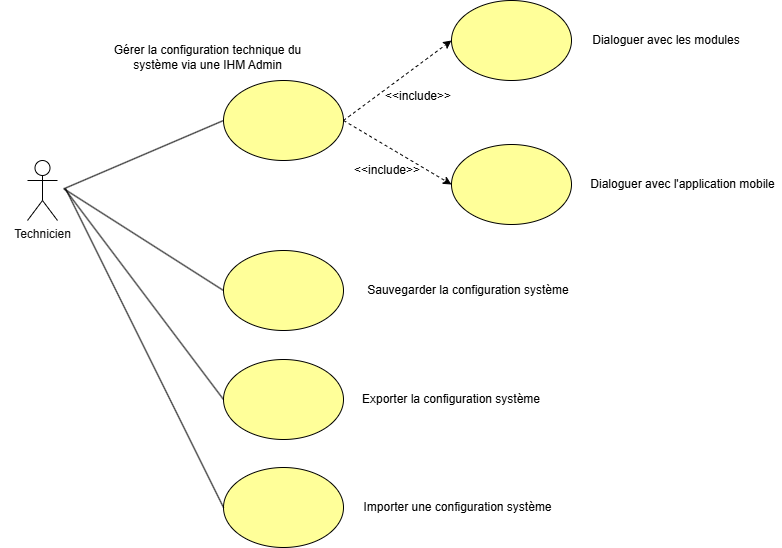 Dialoguer avec les modules
Gérer la configuration technique du
système via une IHM Admin
<<include>>
<<include>>
Dialoguer avec l'application mobile
Technicien
Sauvegarder la configuration système
Exporter la configuration système
Importer une configuration système